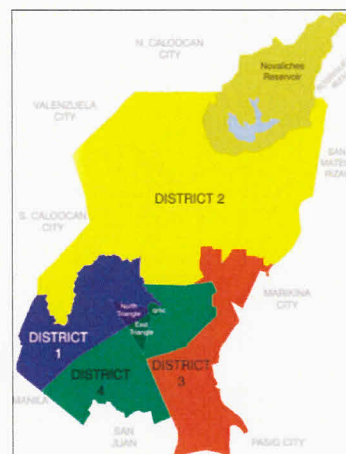 N. CALOOCAN
CITY
Novaliches
Reservoir
VALENZUELA
CITY
SAN
MATEO
RIZAL
DISTRICT 2
S. CALOOCAN
CITY
MARIKINA
CITY
North
Triangle
East
Triangle
DISTRICT
1
DISTRICT
4
DISTRICT
3
MANILA
SAN
JUAN
PASIG CITY